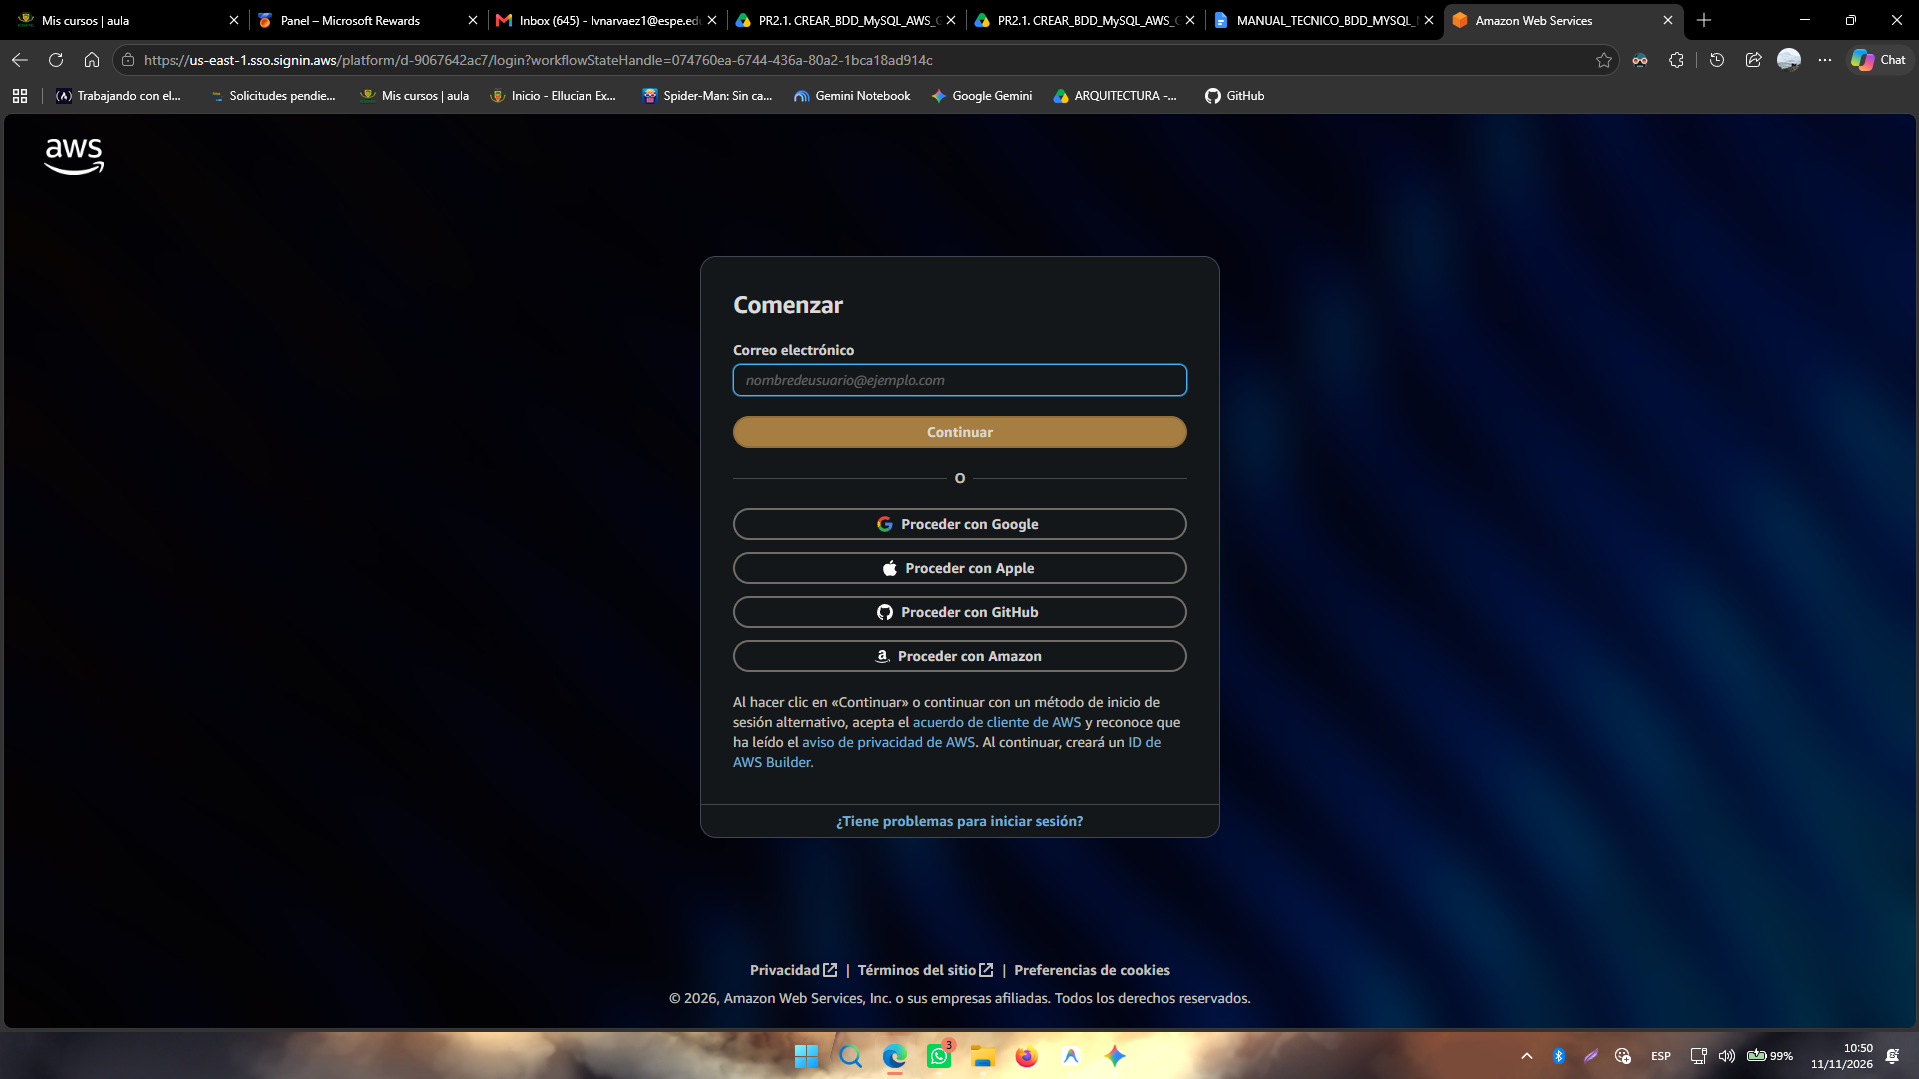 Mis cursos | aula
Panel – Microsoft Rewards
Inbox (645) - lvnarvaez1@espe.edu
PR2.1. CREAR_BDD_MySQL_AWS_
PR2.1. CREAR_BDD_MySQL_AWS_
MANUAL_TECNICO_BDD_MYSQL_
Amazon Web Services
https://us-east-1.sso.signin.aws/platform/d-9067642ac7/login?workflowStateHandle=074760ea-6744-436a-80a2-1bca18ad914c
Chat
Trabajando con el...
Solicitudes pendie...
Mis cursos | aula
Inicio - Ellucian Ex...
Spider-Man: Sin ca...
Gemini Notebook
Google Gemini
ARQUITECTURA -...
GitHub
aws
Comenzar
Correo electrónico
nombredeusuario@ejemplo.com
Continuar
O
Proceder con Google
Proceder con Apple
Proceder con GitHub
Proceder con Amazon
Al hacer clic en «Continuar» o continuar con un método de inicio de
sesión alternativo, acepta el acuerdo de cliente de AWS y reconoce que
ha leído el aviso de privacidad de AWS. Al continuar, creará un ID de
AWS Builder.
¿Tiene problemas para iniciar sesión?
Privacidad | Términos del sitio | Preferencias de cookies
© 2026, Amazon Web Services, Inc. o sus empresas afiliadas. Todos los derechos reservados.
3
ESP
99%
10:50
11/11/2026